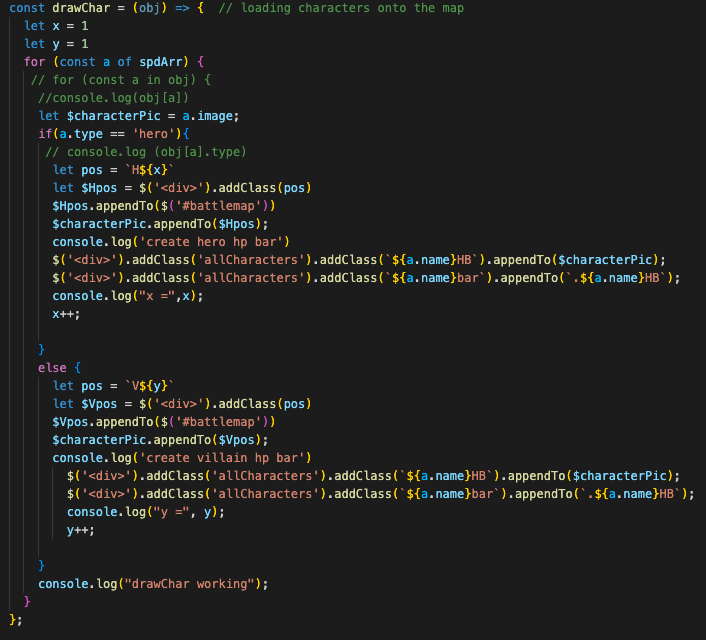 const drawChar = (obj) => {  // loading characters onto the map
  let x = 1
  let y = 1
  for (const a of spdArr) {
   // for (const a in obj) {
    //console.log(obj[a])
    let $characterPic = a.image;
    if(a.type == 'hero'){
     // console.log (obj[a].type)
      let pos = `H${x}`
      let $Hpos = $('<div>').addClass(pos)
      $Hpos.appendTo($('#battlemap'))
      $characterPic.appendTo($Hpos);
      console.log('create hero hp bar')
      $('<div>').addClass('allCharacters').addClass(`${a.name}HB`).appendTo($characterPic);
      $('<div>').addClass('allCharacters').addClass(`${a.name}bar`).appendTo(`.${a.name}HB`);
      console.log("x =",x);
      x++;

    }
    else {
      let pos = `V${y}`
      let $Vpos = $('<div>').addClass(pos)
      $Vpos.appendTo($('#battlemap'))
      $characterPic.appendTo($Vpos);
      console.log('create villain hp bar')
        $('<div>').addClass('allCharacters').addClass(`${a.name}HB`).appendTo($characterPic);
        $('<div>').addClass('allCharacters').addClass(`${a.name}bar`).appendTo(`.${a.name}HB`);
        console.log("y =", y);
        y++;

    }
    console.log("drawChar working");
  }
};